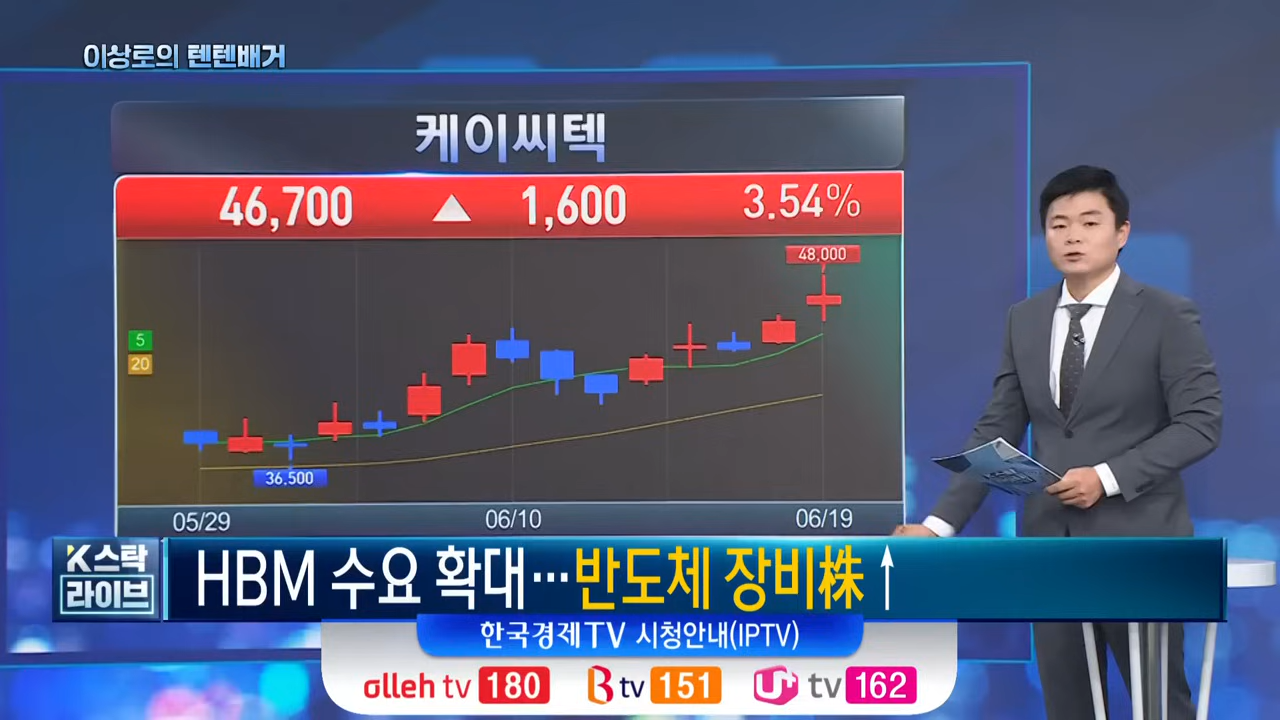 이상로의 텐텐배거
케이씨텍
46,700 ▲ 1,600 3.54%
48,000
5
20
36,500
05/29 06/10 06/19
K스탁
라이브
HBM 수요 확대…반도체 장비株↑
한국경제TV 시청안내(IPTV)
olleh tv 180 B tv 151 U+ tv 162